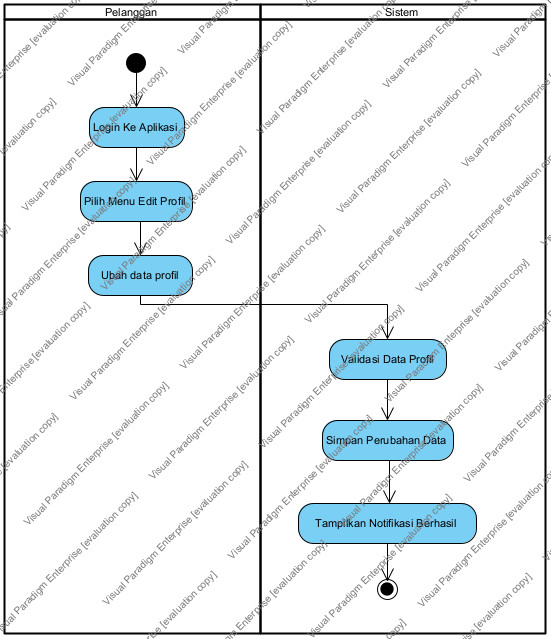 Pelanggan
Sistem
Login Ke Aplikasi
Pilih Menu Edit Profil
Ubah data profil
Validasi Data Profil
Simpan Perubahan Data
Tampilkan Notifikasi Berhasil
Visual Paradigm Enterprise [evaluation copy]